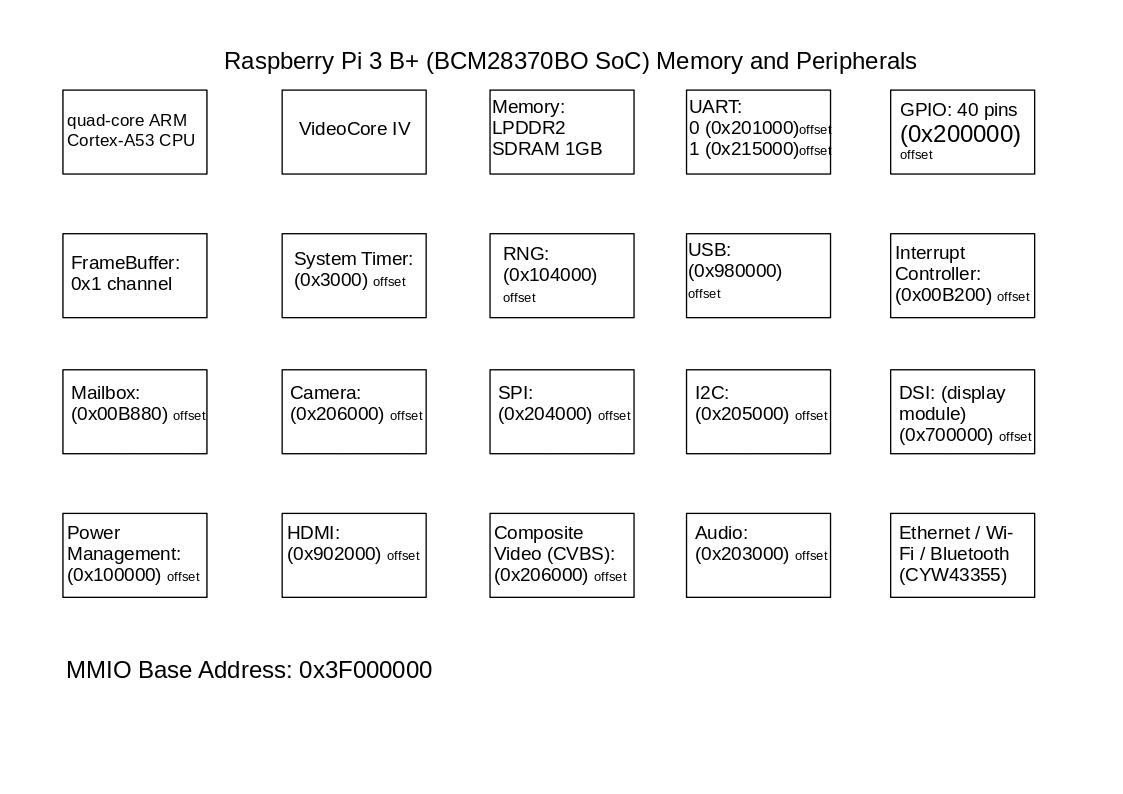 Raspberry Pi 3 B+ (BCM28370BO SoC) Memory and Peripherals
quad-core ARM
Cortex-A53 CPU
VideoCore IV
Memory:
LPDDR2
SDRAM 1GB
UART:
0 (0x201000)offset
1 (0x215000)offset
GPIO: 40 pins
(0x200000)
offset
FrameBuffer:
0x1 channel
System Timer:
(0x3000) offset
RNG:
(0x104000)
offset
USB:
(0x980000)
offset
Interrupt
Controller:
(0x00B200) offset
Mailbox:
(0x00B880) offset
Camera:
(0x206000) offset
SPI:
(0x204000) offset
I2C:
(0x205000) offset
DSI: (display
module)
(0x700000) offset
Power
Management:
(0x100000) offset
HDMI:
(0x902000) offset
Composite
Video (CVBS):
(0x206000) offset
Audio:
(0x203000) offset
Ethernet / Wi-
Fi / Bluetooth
(CYW43355)
MMIO Base Address: 0x3F000000